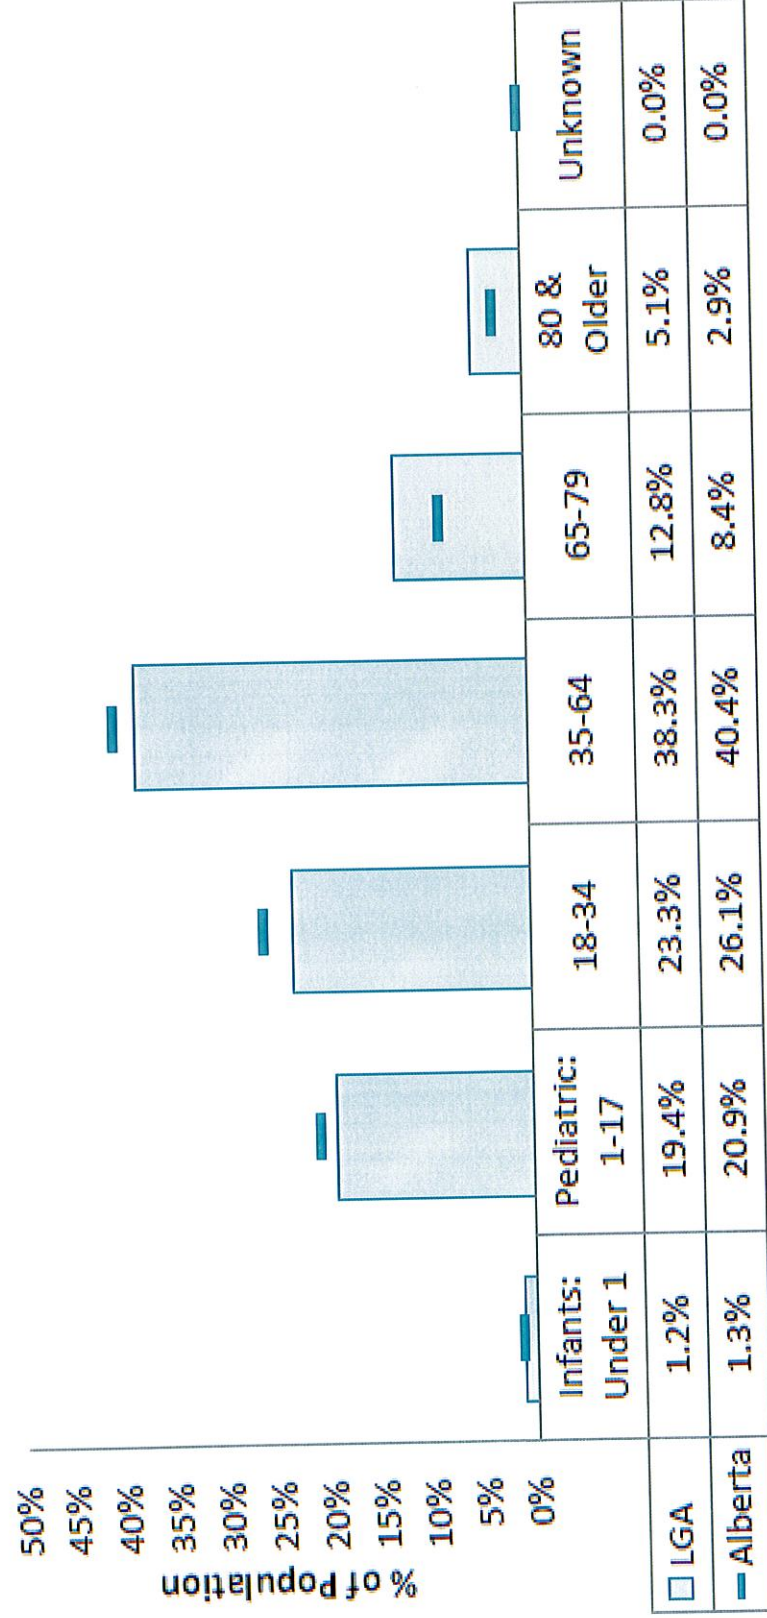 50%
45%
40%
35%
30%
25%
20%
15%
10%
5%
0%
% of Population
Infants: Under 1 Pediatric: 1-17 18-34 35-64 65-79 80 & Older Unknown
LGA 1.2% 19.4% 23.3% 38.3% 12.8% 5.1% 0.0%
Alberta 1.3% 20.9% 26.1% 40.4% 8.4% 2.9% 0.0%